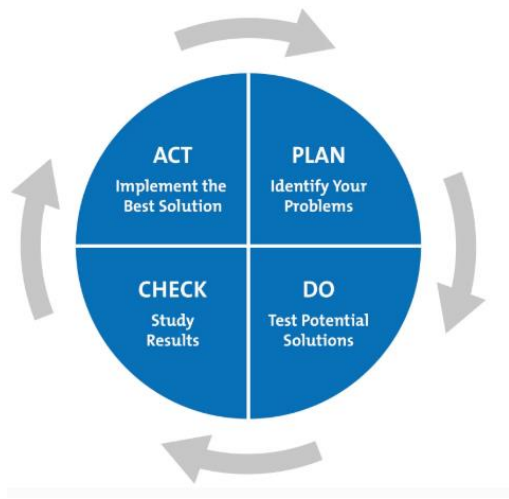 ACT
Implement the
Best Solution
PLAN
Identify Your
Problems
CHECK
Study
Results
DO
Test Potential
Solutions